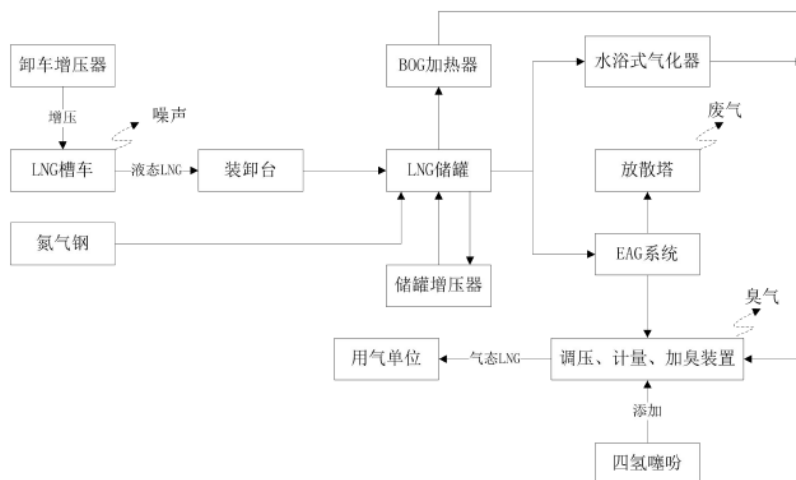 卸车增压器
BOG加热器
水浴式气化器
增压
噪声
废气
LNG槽车
液态LNG
装卸台
LNG储罐
放散塔
氮气钢
EAG系统
储罐增压器
臭气
用气单位
气态LNG
调压、计量、加臭装置
添加
四氢噻吩